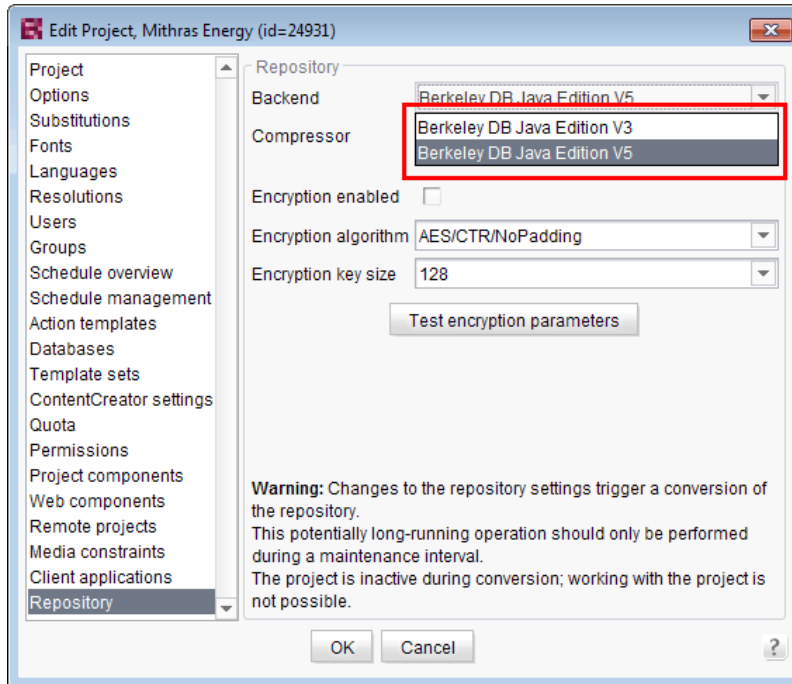 Edit Project, Mithras Energy (id=24931)
Project
Options
Substitutions
Fonts
Languages
Resolutions
Users
Groups
Schedule overview
Schedule management
Action templates
Databases
Template sets
ContentCreator settings
Quota
Permissions
Project components
Web components
Remote projects
Media constraints
Client applications
Repository
Repository
Backend
Berkeley DB Java Edition V5
Compressor
Berkeley DB Java Edition V3
Berkeley DB Java Edition V5
Encryption enabled
Encryption algorithm AES/CTR/NoPadding
Encryption key size 128
Test encryption parameters
Warning: Changes to the repository settings trigger a conversion of
the repository.
This potentially long-running operation should only be performed
during a maintenance interval.
The project is inactive during conversion; working with the project is
not possible.
OK
Cancel
?